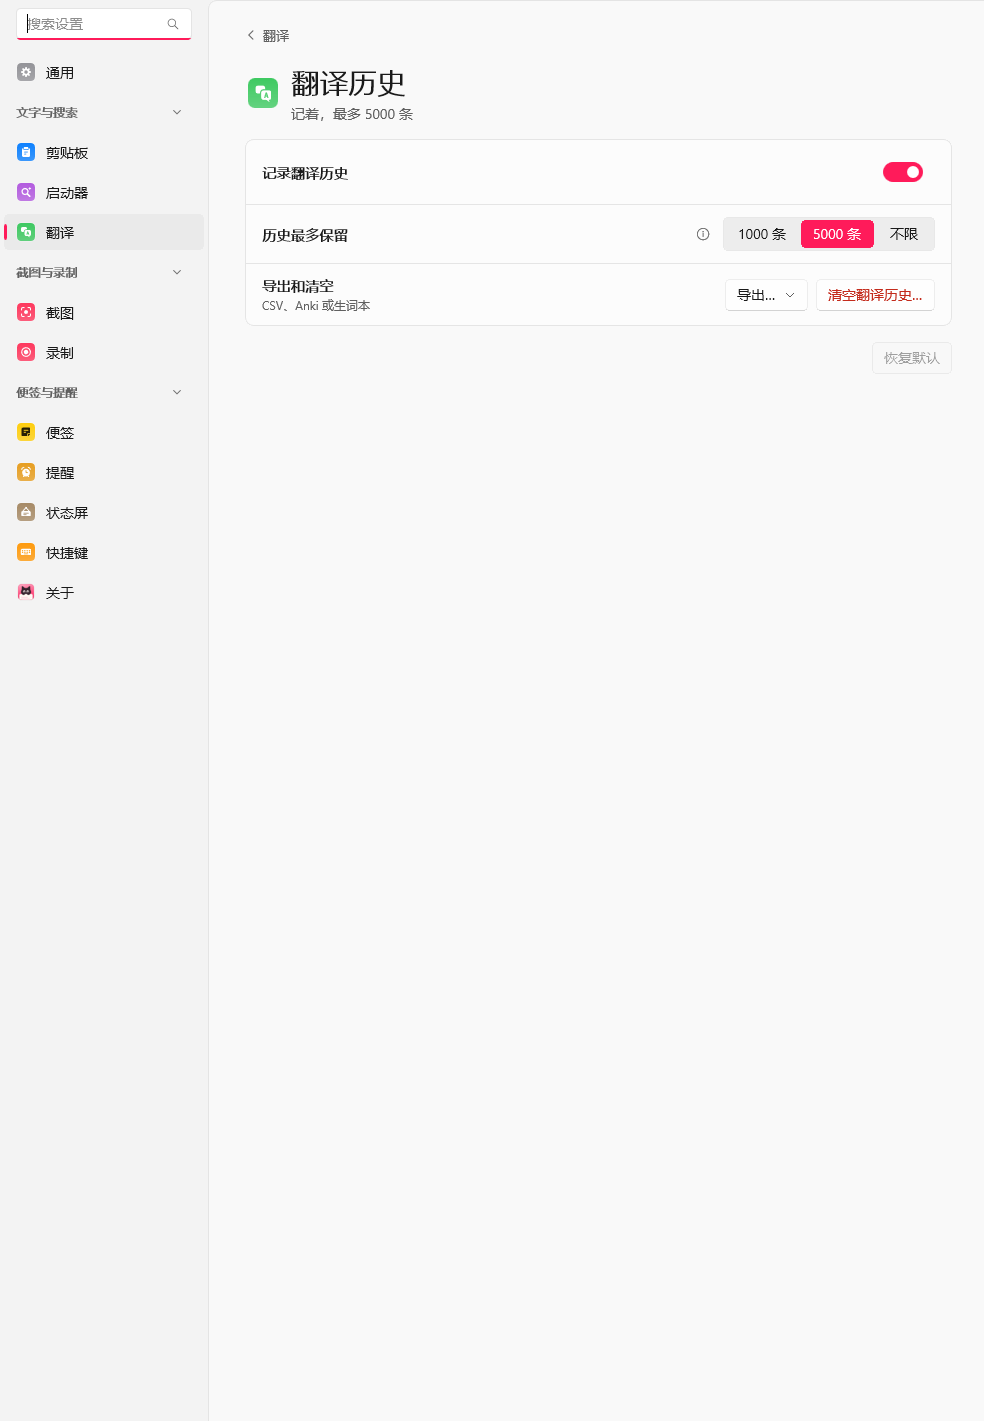 搜索设置
通用
文字与搜索
剪贴板
启动器
翻译
截图与录制
截图
录制
便签与提醒
便签
提醒
状态屏
快捷键
关于
翻译
翻译历史
记着，最多 5000 条
记录翻译历史
历史最多保留
1000 条 5000 条 不限
导出和清空
CSV、Anki 或生词本
导出... 清空翻译历史...
恢复默认